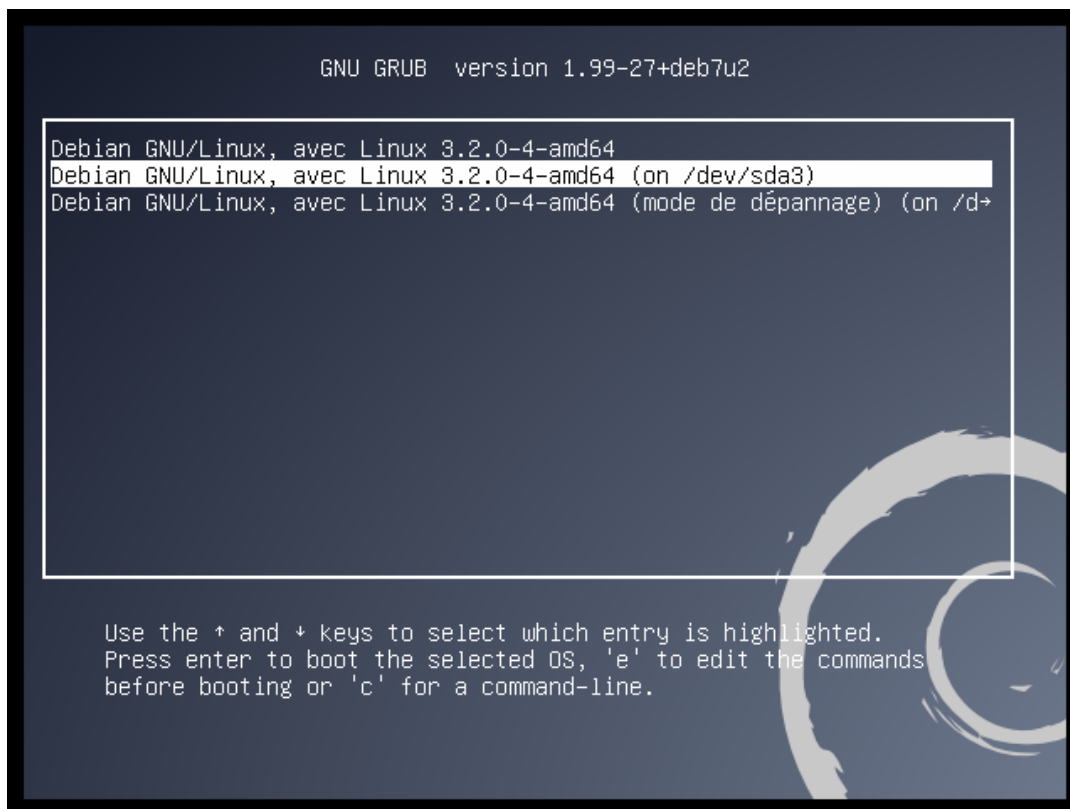 GNU GRUB  version 1.99-27+deb7u2
Debian GNU/Linux, avec Linux 3.2.0-4-amd64
Debian GNU/Linux, avec Linux 3.2.0-4-amd64 (on /dev/sda3)
Debian GNU/Linux, avec Linux 3.2.0-4-amd64 (mode de dépannage) (on /d→
Use the ↑ and ↓ keys to select which entry is highlighted.
Press enter to boot the selected OS, 'e' to edit the commands
before booting or 'c' for a command-line.